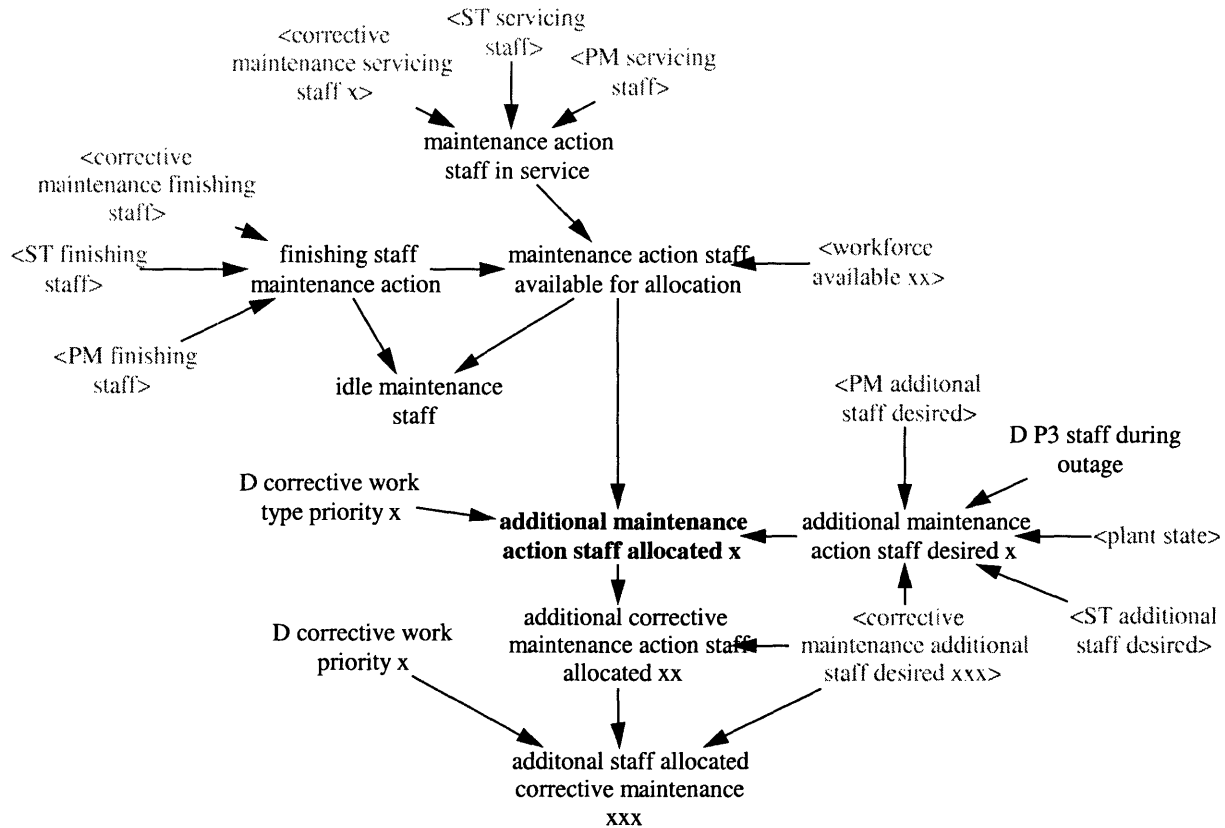 <ST servicing
staff>
<corrective
maintenance servicing
staff x>
<PM servicing
staff>
maintenance action
staff in service
<corrective
maintenance finishing
staff>
<ST finishing
staff>
finishing staff
maintenance action
maintenance action staff
available for allocation
<workforce
available xx>
<PM finishing
staff>
idle maintenance
staff
<PM additonal
staff desired>
D P3 staff during
outage
D corrective work
type priority x
additional maintenance
action staff allocated x
additional maintenance
action staff desired x
<plant state>
additional corrective
maintenance action staff
allocated xx
<corrective
maintenance additional
staff desired xxx>
<ST additional
staff desired>
D corrective work
priority x
additonal staff allocated
corrective maintenance
xxx